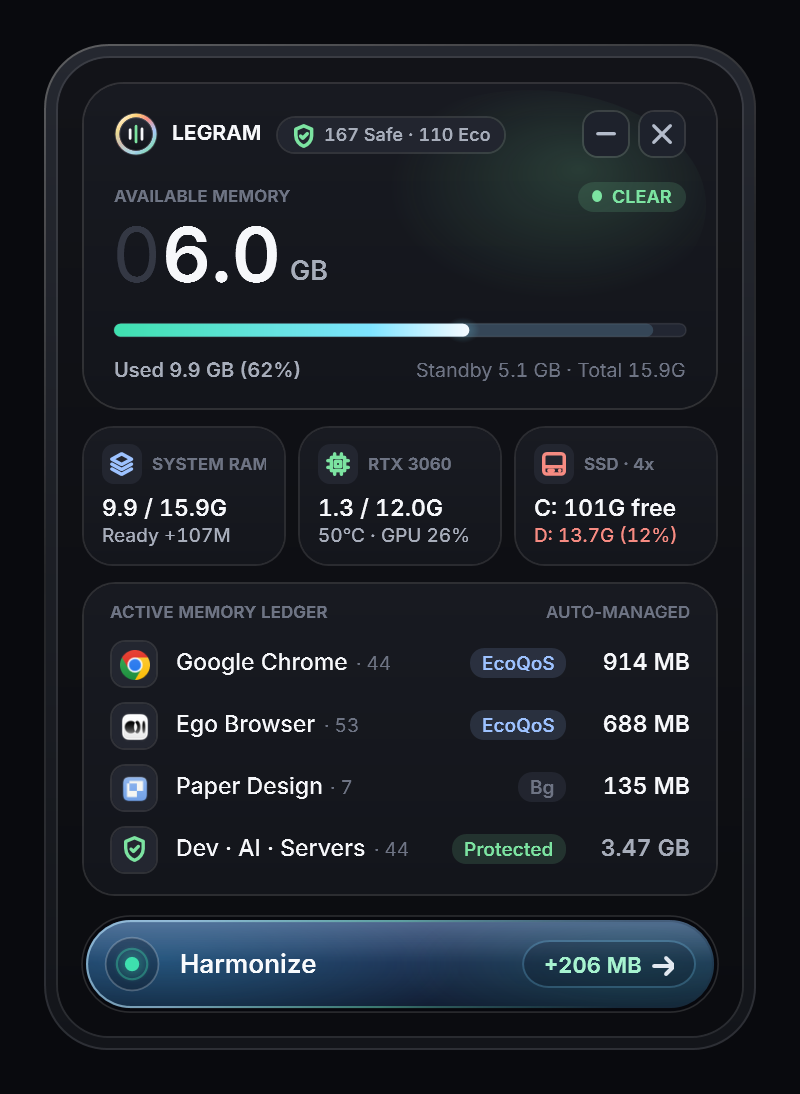 LEGRAM 167 Safe · 110 Eco
AVAILABLE MEMORY CLEAR
06.0 GB
Used 9.9 GB (62%) Standby 5.1 GB · Total 15.9G
SYSTEM RAM
9.9 / 15.9G
Ready +107M
RTX 3060
1.3 / 12.0G
50°C · GPU 26%
SSD · 4x
C: 101G free
D: 13.7G (12%)
ACTIVE MEMORY LEDGER AUTO-MANAGED
Google Chrome · 44 EcoQoS 914 MB
Ego Browser · 53 EcoQoS 688 MB
Paper Design · 7 Bg 135 MB
Dev · AI · Servers · 44 Protected 3.47 GB
Harmonize +206 MB →